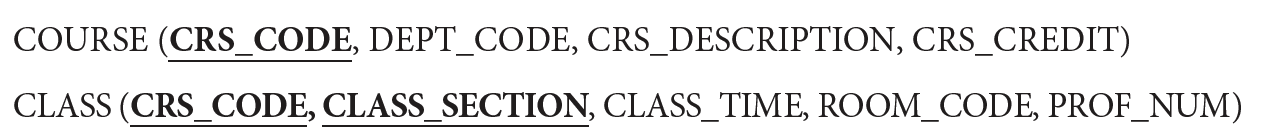 COURSE (CRS_CODE, DEPT_CODE, CRS_DESCRIPTION, CRS_CREDIT)
CLASS (CRS_CODE, CLASS_SECTION, CLASS_TIME, ROOM_CODE, PROF_NUM)